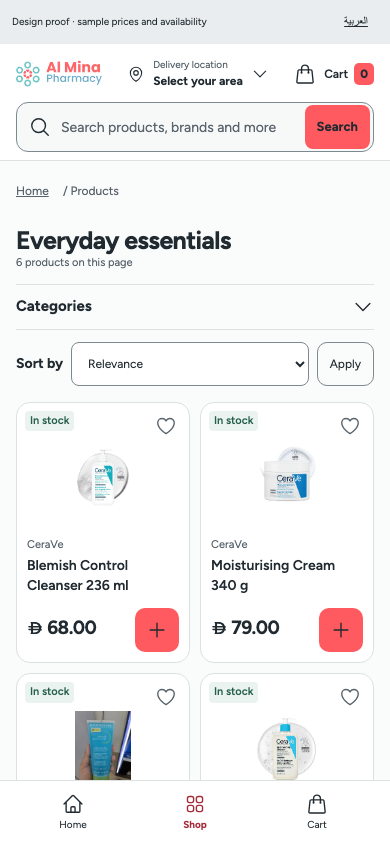 Design proof · sample prices and availability
العربية
Al Mina
Pharmacy
Delivery location
Select your area
Cart 0
Search products, brands and more
Search
Home / Products
Everyday essentials
6 products on this page
Categories
Sort by
Relevance
Apply
In stock
CeraVe
CeraVe
Blemish Control
Cleanser 236 ml
68.00
In stock
CeraVe
CeraVe
Moisturising Cream
340 g
79.00
In stock
In stock
CeraVe
Home
Shop
Cart